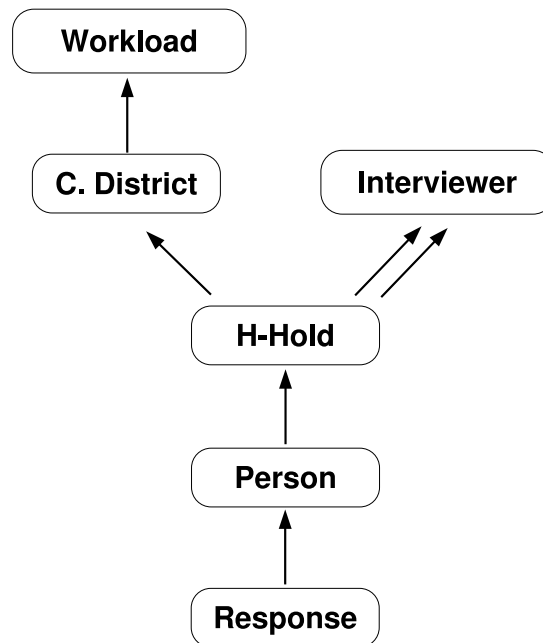 Workload
C. District
Interviewer
H-Hold
Person
Response